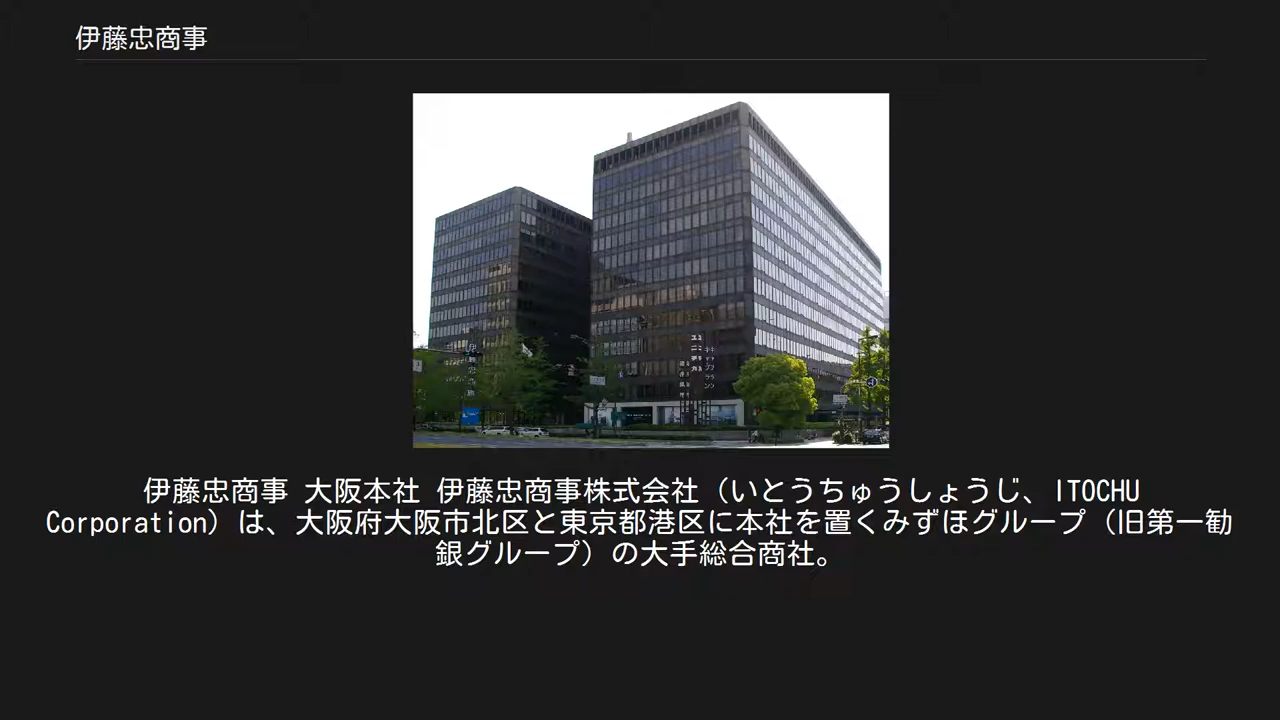 伊藤忠商事
伊藤忠商事 大阪本社 伊藤忠商事株式会社（いとうちゅうしょうじ、ITOCHU
Corporation）は、大阪府大阪市北区と東京都港区に本社を置くみずほグループ（旧第一勧
銀グループ）の大手総合商社。